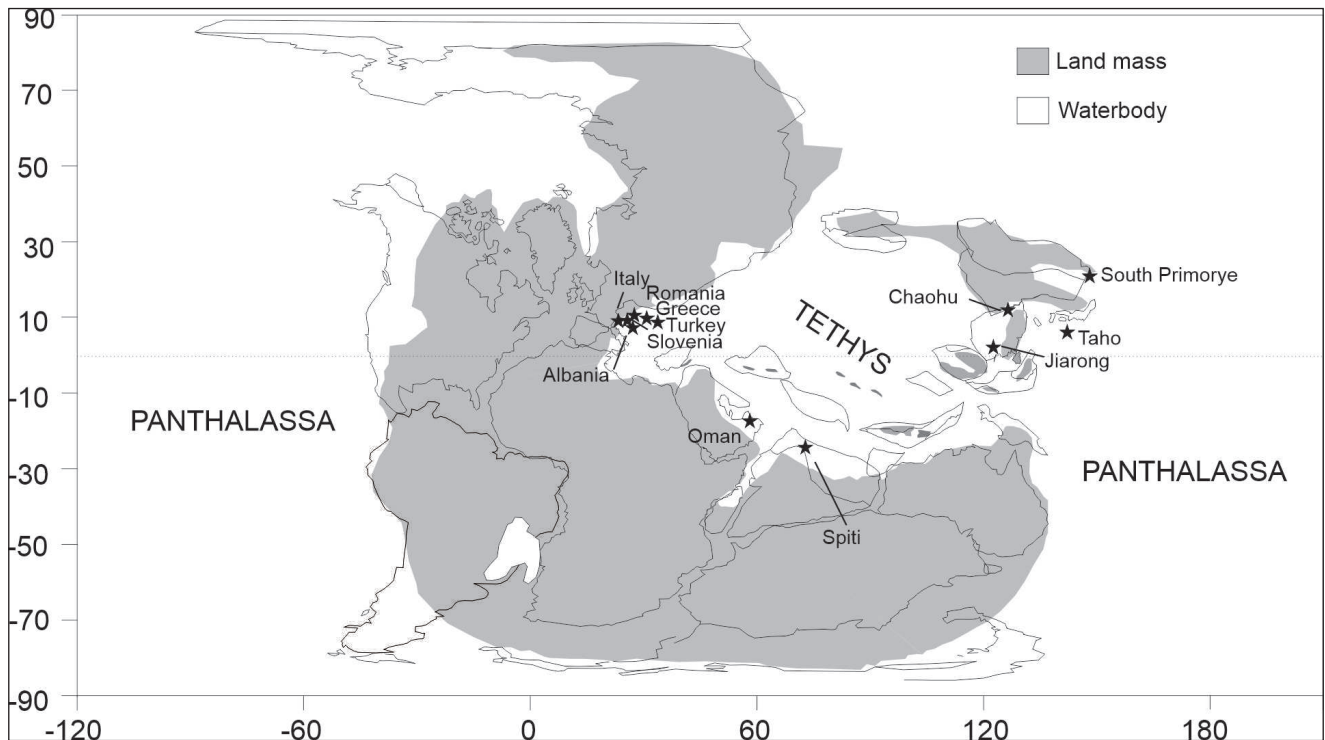 90
70
50
30
10
-10
-30
-50
-70
-90
-120
-60
0
60
120
180
Land mass
Waterbody
Italy
Romania
Greece
Turkey
Slovenia
Albania
TETHYS
South Primorye
Chaohu
Taho
Jiarong
PANTHALASSA
Oman
PANTHALASSA
Spiti